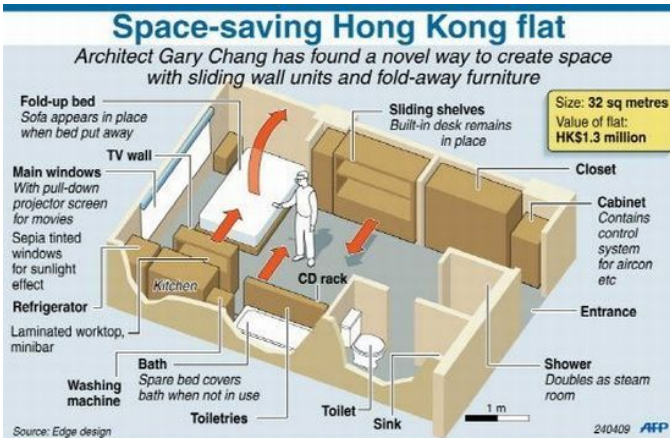 Space-saving Hong Kong flat
Architect Gary Chang has found a novel way to create space
with sliding wall units and fold-away furniture
Fold-up bed
Sofa appears in place
when bed put away
TV wall
Main windows
With pull-down
projector screen
for movies
Sepia tinted
windows
for sunlight
effect
Refrigerator
Laminated worktop,
minibar
Washing
machine
Kitchen
Bath
Spare bed covers
bath when not in use
Toiletries
CD rack
Toilet
Sink
Sliding shelves
Built-in desk remains
in place
Size: 32 sq metres
Value of flat:
HK$1.3 million
Closet
Cabinet
Contains
control
system
for aircon
etc
Entrance
Shower
Doubles as steam
room
1 m
Source: Edge design
240409 AFP